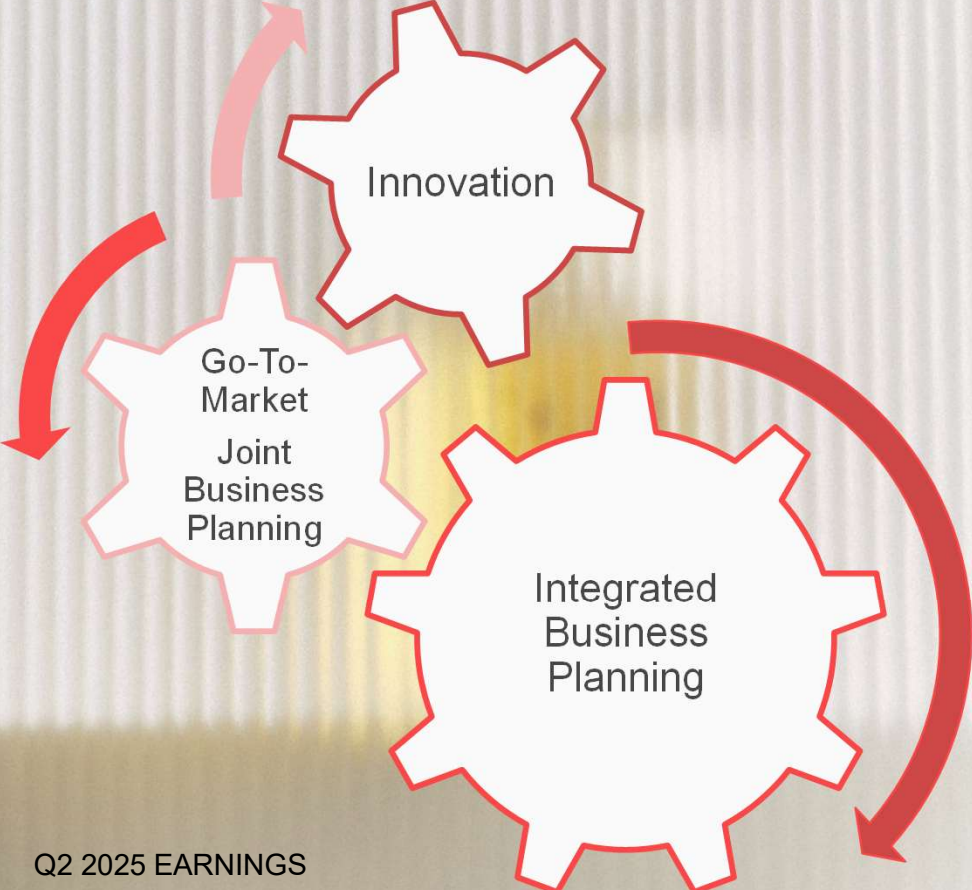 Innovation
Go-To-
Market
Joint
Business
Planning
Integrated
Business
Planning
Q2 2025 EARNINGS